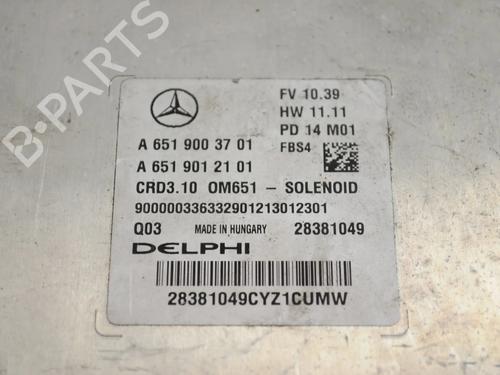 FV 10.39
HW 11.11
PD 14 M01
FBS4
A 651 900 37 01
A 651 901 21 01
CRD3.10 OM651 - SOLENOID
900000336332901213012301
Q03 MADE IN HUNGARY 28381049
DELPHI
28381049CYZ1CUMW
B-PARTS